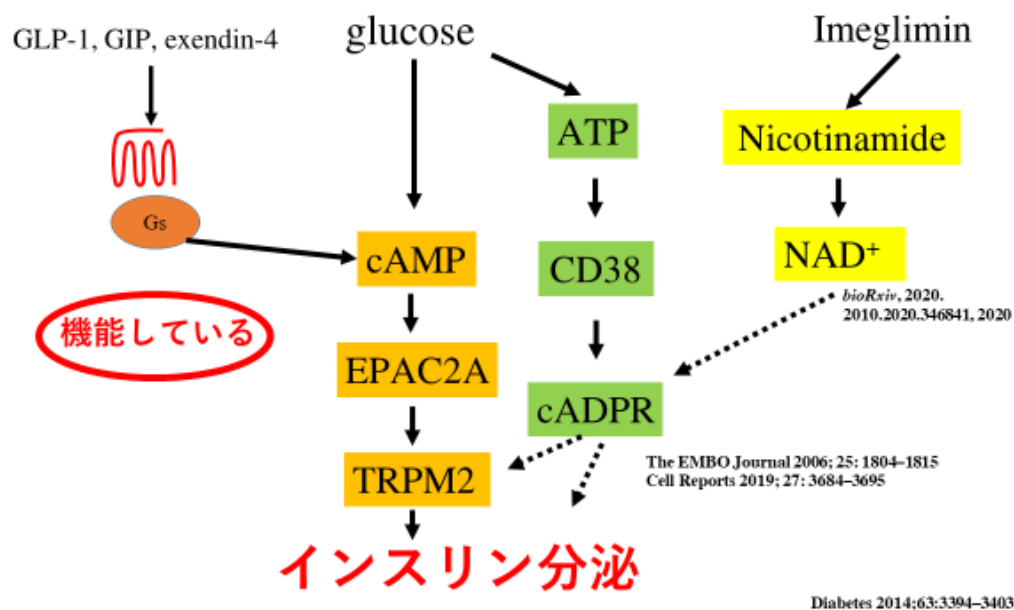 GLP-1, GIP, exendin-4
glucose
Imeglimin
ATP
Nicotinamide
Gs
cAMP
CD38
NAD+
bioRxiv, 2020.
2010.2020.346841, 2020
機能している
EPAC2A
cADPR
The EMBO Journal 2006; 25: 1804–1815
Cell Reports 2019; 27: 3684–3695
TRPM2
インスリン分泌
Diabetes 2014;63:3394–3403